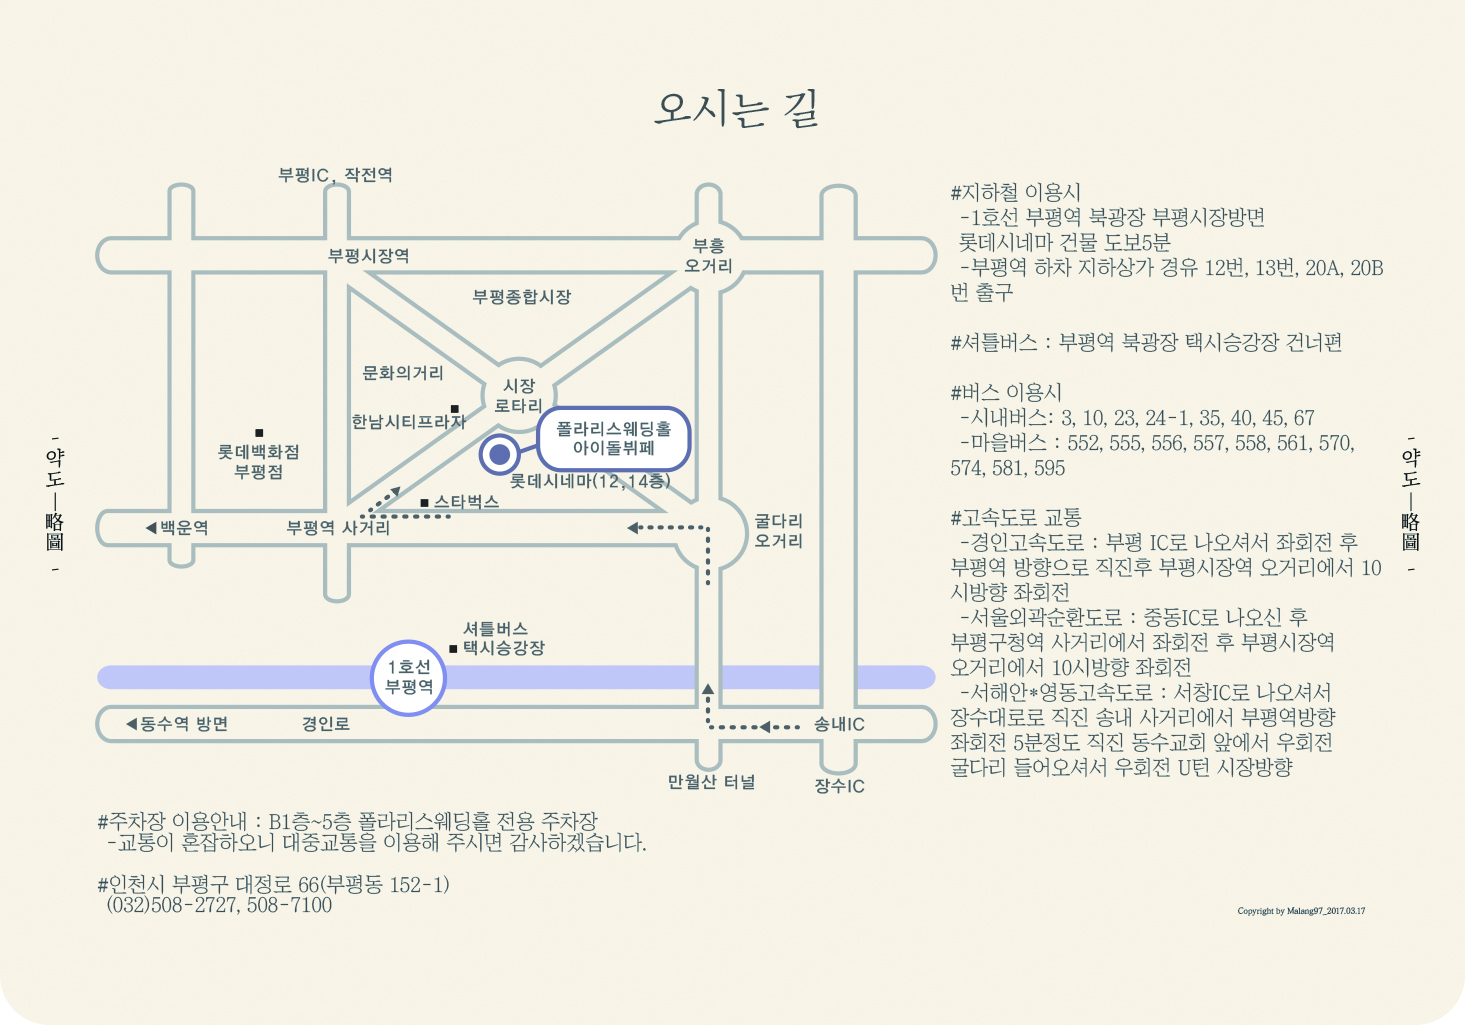 오시는 길
부평IC, 작전역
부평시장역
부흥
오거리
부평종합시장
문화의거리
시장
로타리
한남시티프라자
롯데백화점
부평점
폴라리스웨딩홀
아이돌뷔페
롯데시네마(12,14층)
스타벅스
◀백운역
부평역 사거리
굴다리
오거리
셔틀버스
택시승강장
1호선
부평역
◀동수역 방면
경인로
송내IC
만월산 터널
장수IC
- 약도―略圖 -
#지하철 이용시
-1호선 부평역 북광장 부평시장방면
롯데시네마 건물 도보5분
-부평역 하차 지하상가 경유 12번, 13번, 20A, 20B
번 출구
#셔틀버스 : 부평역 북광장 택시승강장 건너편
#버스 이용시
-시내버스: 3, 10, 23, 24-1, 35, 40, 45, 67
-마을버스 : 552, 555, 556, 557, 558, 561, 570,
574, 581, 595
#고속도로 교통
-경인고속도로 : 부평 IC로 나오셔서 좌회전 후
부평역 방향으로 직진후 부평시장역 오거리에서 10
시방향 좌회전
-서울외곽순환도로 : 중동IC로 나오신 후
부평구청역 사거리에서 좌회전 후 부평시장역
오거리에서 10시방향 좌회전
-서해안*영동고속도로 : 서창IC로 나오셔서
장수대로로 직진 송내 사거리에서 부평역방향
좌회전 5분정도 직진 동수교회 앞에서 우회전
굴다리 들어오셔서 우회전 U턴 시장방향
- 약도―略圖 -
#주차장 이용안내 : B1층~5층 폴라리스웨딩홀 전용 주차장
-교통이 혼잡하오니 대중교통을 이용해 주시면 감사하겠습니다.
#인천시 부평구 대정로 66(부평동 152-1)
(032)508-2727, 508-7100
Copyright by Malang97_2017.03.17